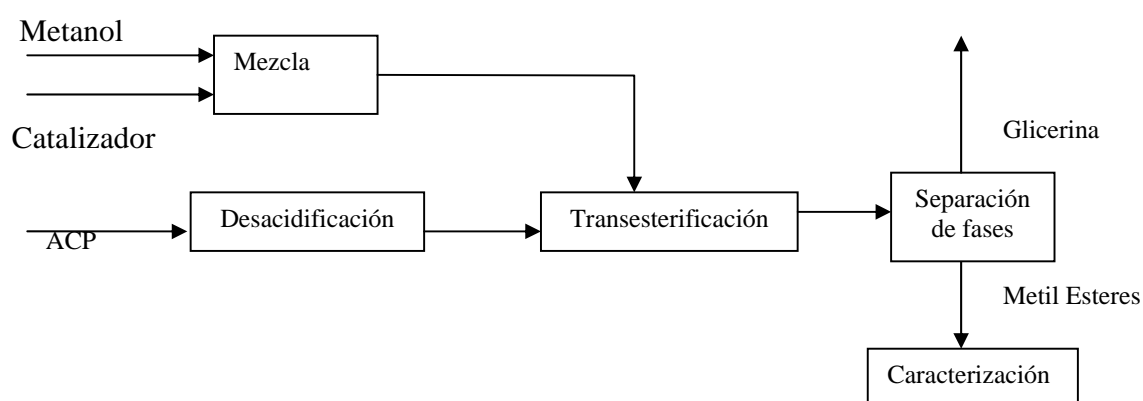 Metanol
Mezcla
Catalizador
Glicerina
ACP
Desacidificación
Transesterificación
Separación
de fases
Metil Esteres
Caracterización